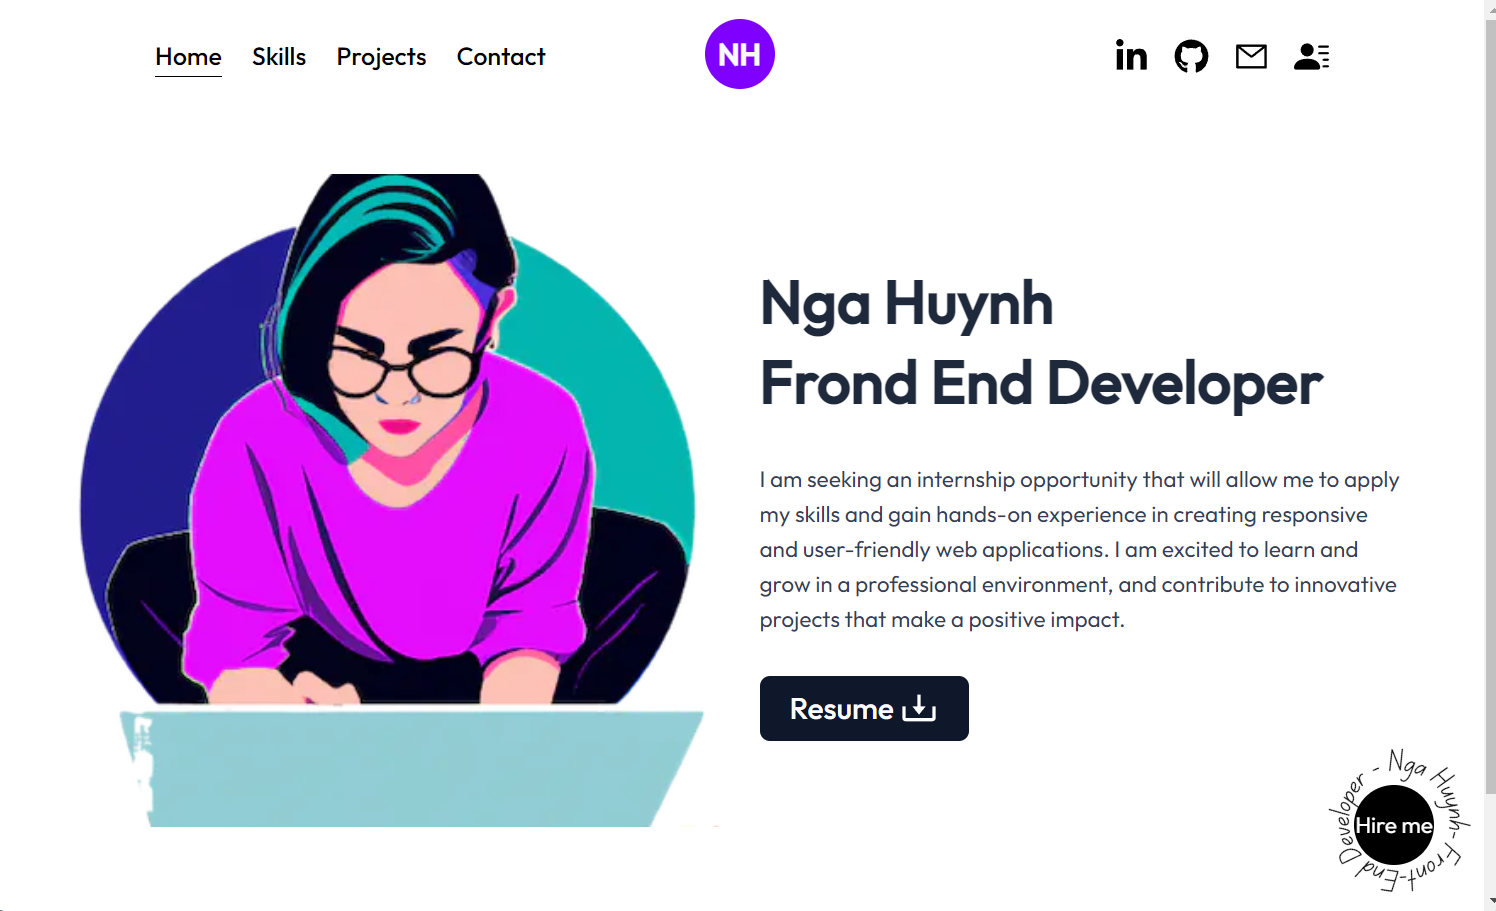 Home Skills Projects Contact
NH
Nga Huynh
Frond End Developer
I am seeking an internship opportunity that will allow me to apply
my skills and gain hands-on experience in creating responsive
and user-friendly web applications. I am excited to learn and
grow in a professional environment, and contribute to innovative
projects that make a positive impact.
Resume
Nga Huynh-Front-End Developer -
Hire me